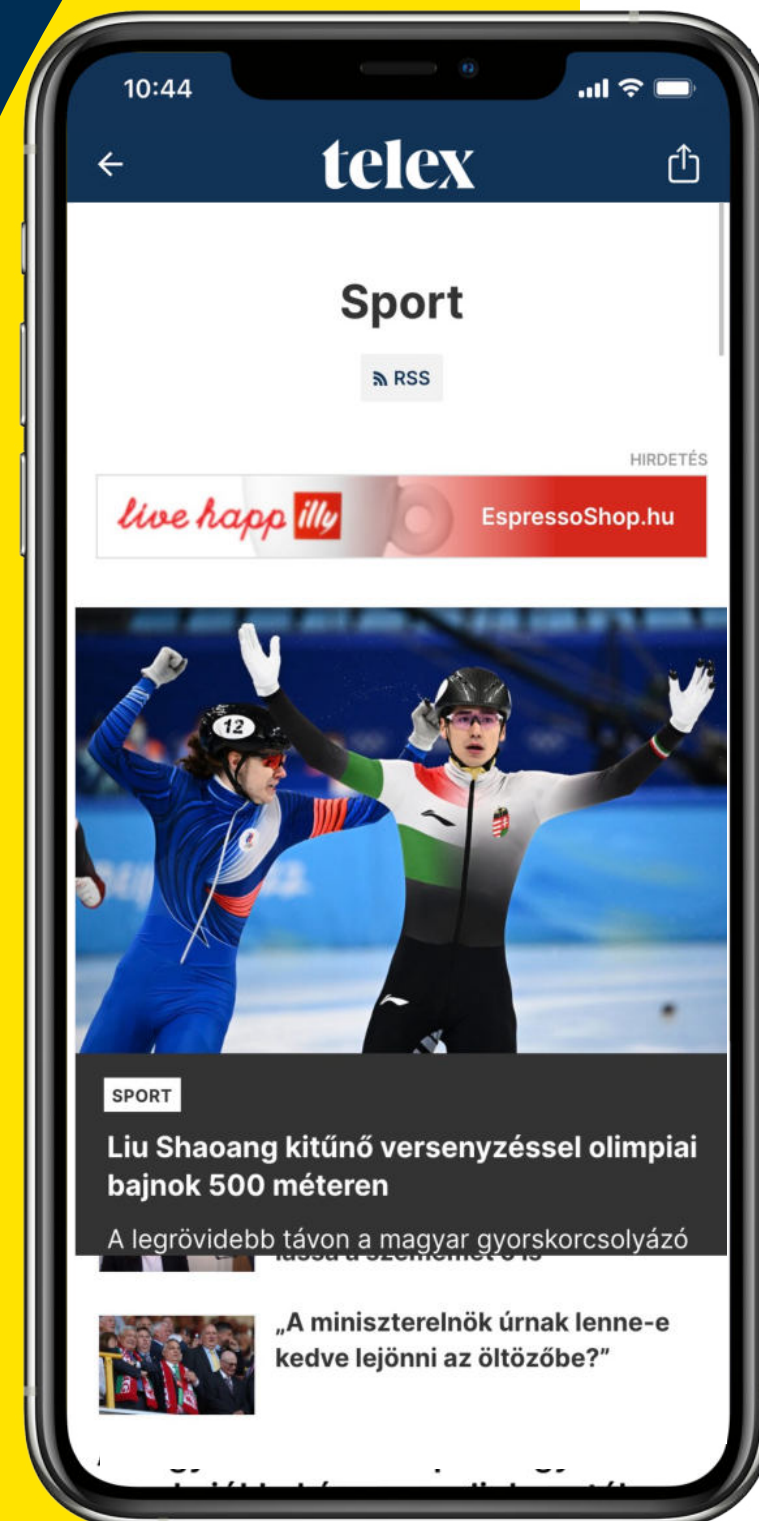 10:44
telex
Sport
RSS
HIRDETÉS
live happ illy
EspressoShop.hu
12
SPORT
Liu Shaoang kitűnő versenyzéssel olimpiai
bajnok 500 méteren
A legrövidebb távon a magyar gyorskorcsolyázó
„A miniszterelnök úrnak lenne-e
kedve lejönni az öltözőbe?”